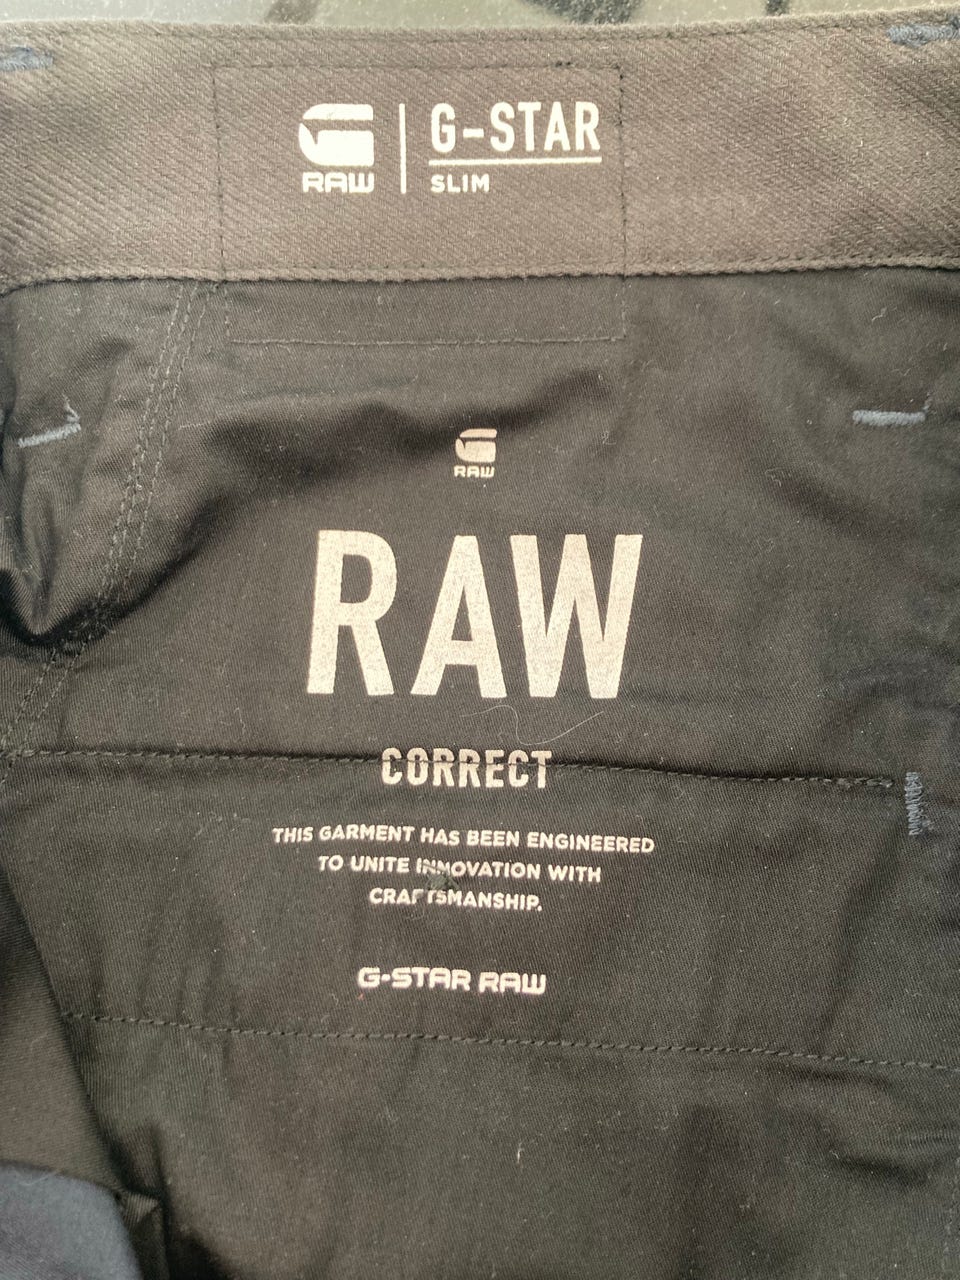 G-STAR
RAW
SLIM
RAW
RAW
CORRECT
THIS GARMENT HAS BEEN ENGINEERED
TO UNITE INNOVATION WITH
CRAFTSMANSHIP.
G-STAR RAW